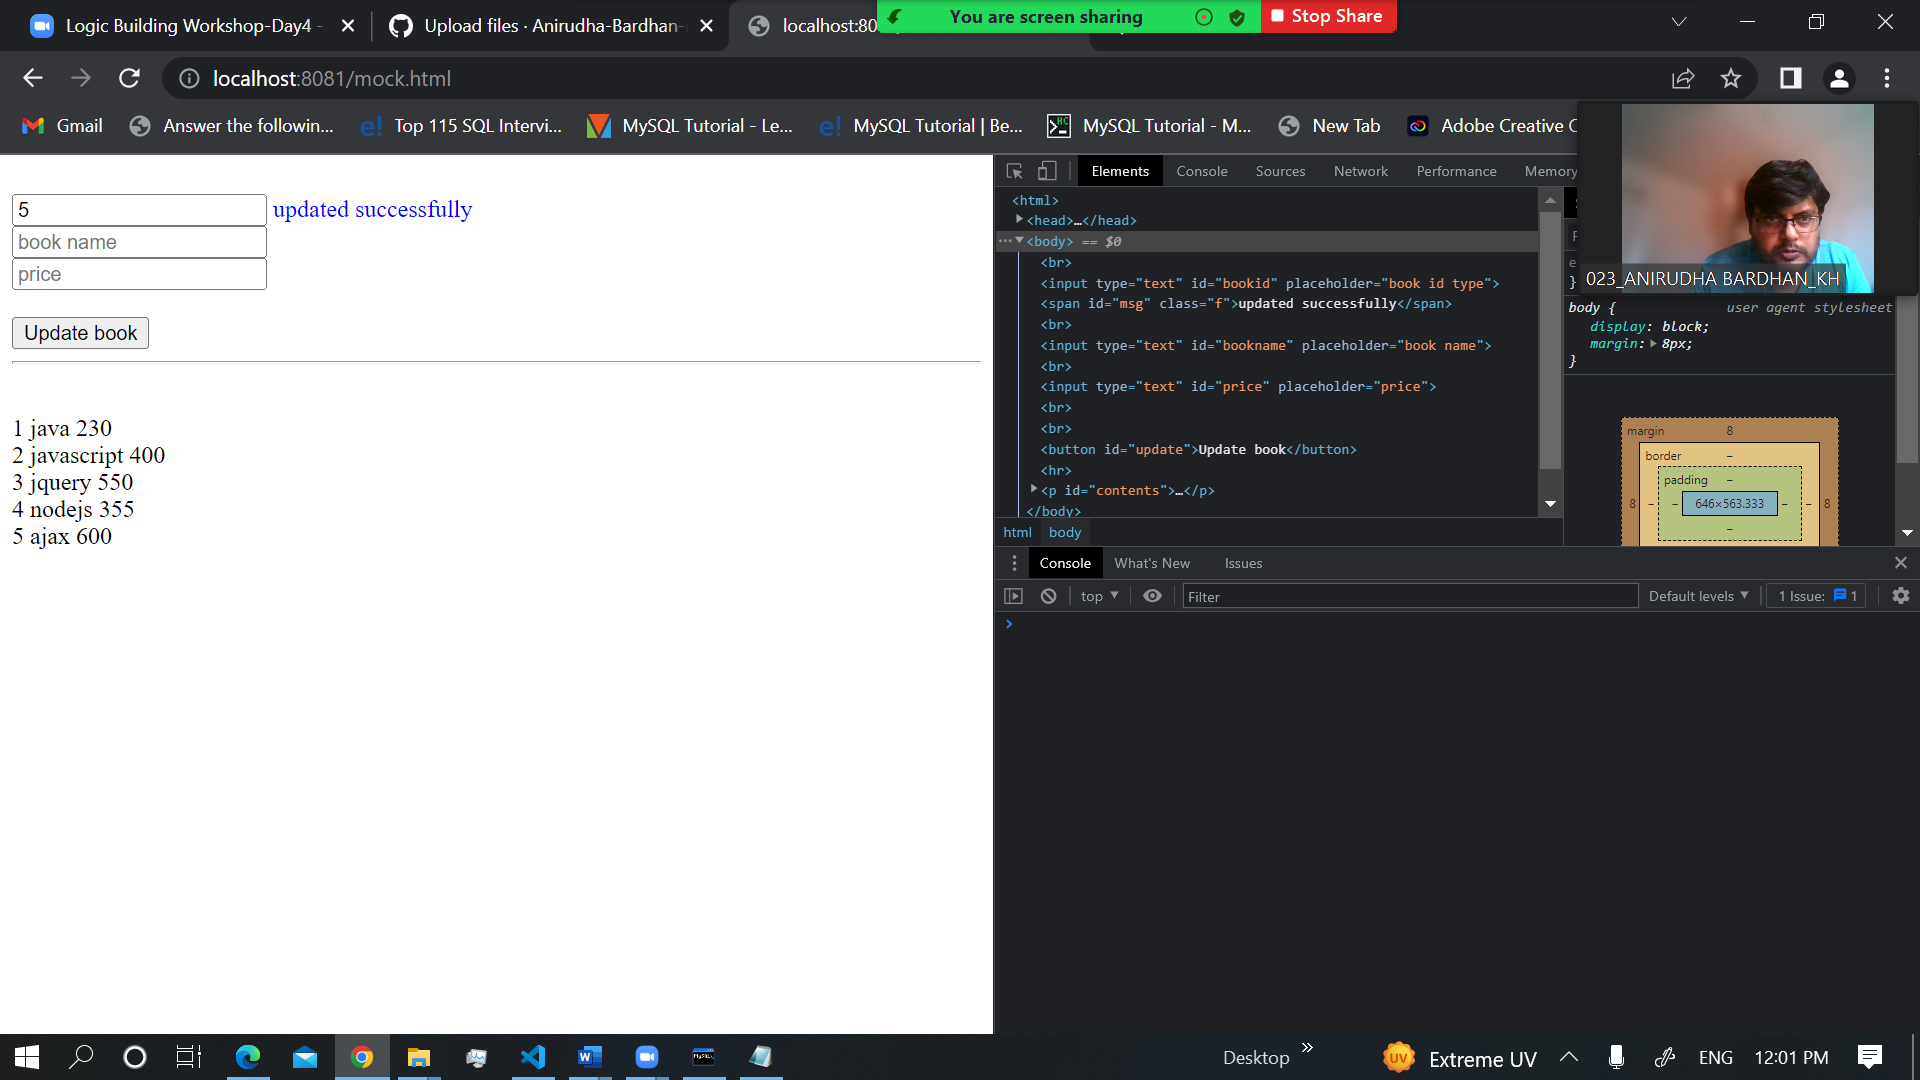 Logic Building Workshop-Day4 -
Upload files · Anirudha-Bardhan-
localhost:80
You are screen sharing
Stop Share
localhost:8081/mock.html
Gmail
Answer the followin...
Top 115 SQL Intervi...
MySQL Tutorial - Le...
MySQL Tutorial | Be...
MySQL Tutorial - M...
New Tab
Adobe Creative C
023_ANIRUDHA BARDHAN_KH
5 updated successfully
book name
price
Update book
1 java 230
2 javascript 400
3 jquery 550
4 nodejs 355
5 ajax 600
Elements Console Sources Network Performance Memory
<html>
<head>…</head>
<body> == $0
<br>
<input type="text" id="bookid" placeholder="book id type">
<span id="msg" class="f">updated successfully</span>
<br>
<input type="text" id="bookname" placeholder="book name">
<br>
<input type="text" id="price" placeholder="price">
<br>
<br>
<button id="update">Update book</button>
<hr>
<p id="contents">…</p>
</body>
html body
}
body { user agent stylesheet
display: block;
margin: 8px;
}
margin 8
border –
padding –
8 – – 646×563.333 – – 8
–
Console What's New Issues
top Filter Default levels 1 Issue: 1
Desktop Extreme UV ENG 12:01 PM